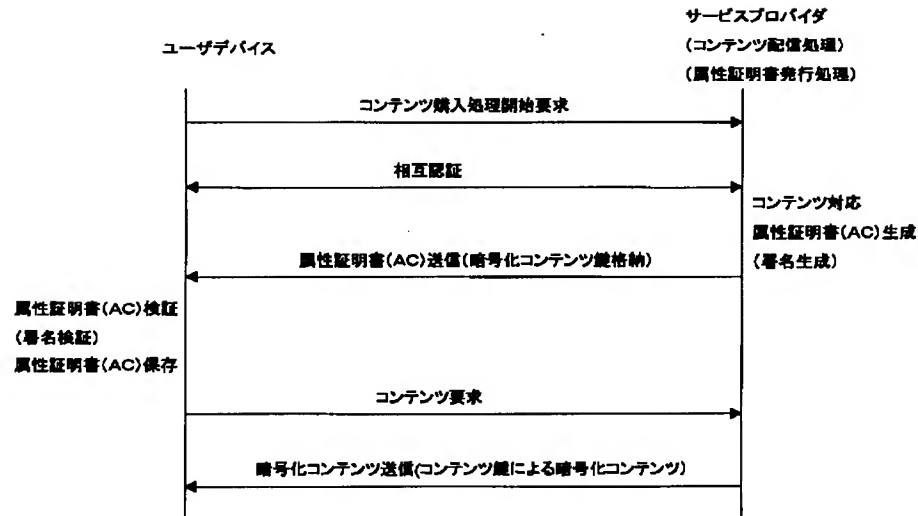 サービスプロバイダ
(コンテンツ配信処理)
(属性証明書発行処理)
ユーザデバイス
コンテンツ購入処理開始要求
相互認証
コンテンツ対応
属性証明書(AC)生成
(署名生成)
属性証明書(AC)送信(暗号化コンテンツ鍵格納)
属性証明書(AC)検証
(署名検証)
属性証明書(AC)保存
コンテンツ要求
暗号化コンテンツ送信(コンテンツ鍵による暗号化コンテンツ)